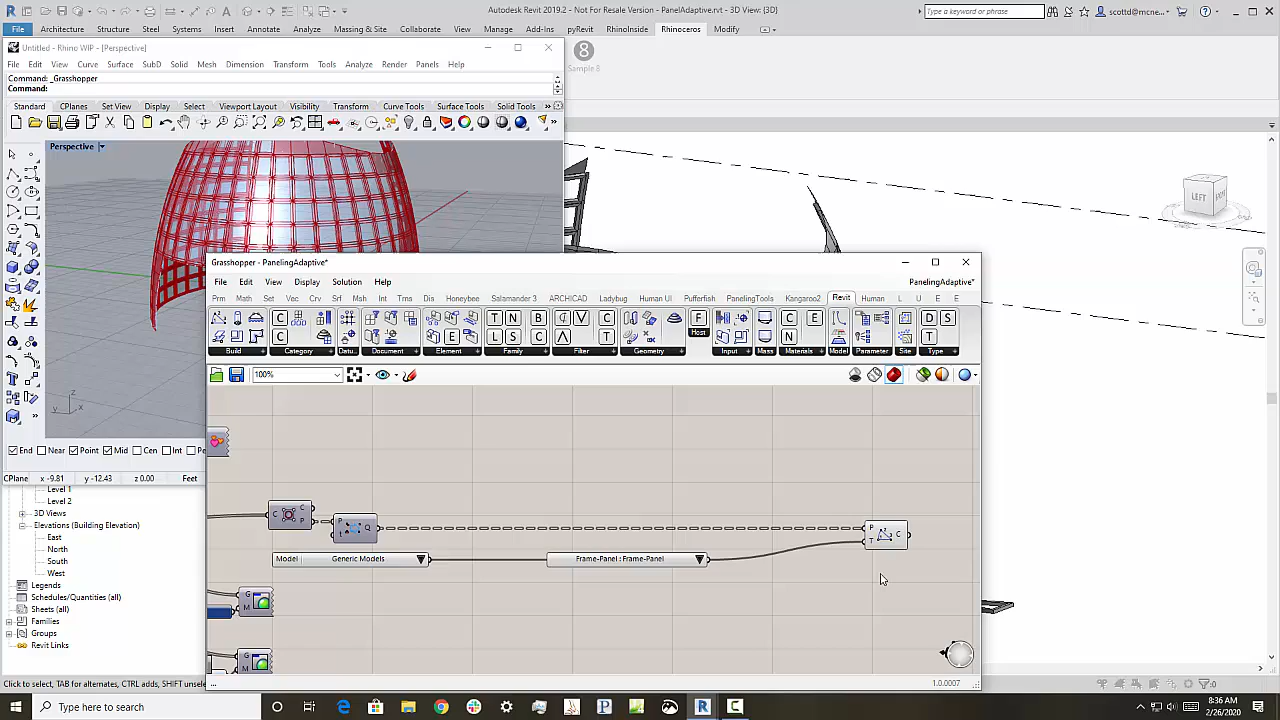 Autodesk Revit 2019.2 - Not For Resale Version - PanelAdaptive.rvt - 3D View: {3D}
Type a keyword or phrase
scottd@mcne...
File Architecture Structure Steel Systems Insert Annotate Analyze Massing & Site Collaborate View Manage Add-Ins pyRevit RhinoInside Rhinoceros Modify
Sample 8
Untitled - Rhino WIP - [Perspective]
File Edit View Curve Surface SubD Solid Mesh Dimension Transform Tools Analyze Render Panels Help
Command: _Grasshopper
Command:
Standard CPlanes Set View Display Select Viewport Layout Visibility Transform Curve Tools Surface Tools Solid Tools
Perspective
LEFT
Grasshopper - PanelingAdaptive*
File Edit View Display Solution Help PanelingAdaptive*
Prm Math Set Vec Crv Srf Msh Int Trns Dis Honeybee Salamander 3 ARCHICAD Ladybug Human UI Pufferfish PanelingTools Kangaroo2 Revit Human L U E E
Host
Build Category Datu... Document Element Family Filter Geometry Input Mass Materials Model Parameter Site Type
100%
z
x y
End Near Point Mid Cen Int Pe
CPlane x -9.81 y -12.43 z 0.00 Feet
Level 1
Level 2
3D Views
Elevations (Building Elevation)
East
North
South
West
Legends
Schedules/Quantities (all)
Sheets (all)
Families
Groups
Revit Links
C C P
P t Q
P T C
Model Generic Models
Frame-Panel : Frame-Panel
G M
G M
... 1.0.0007
Click to select, TAB for alternates, CTRL adds, SHIFT unsele
:0
Type here to search
8:36 AM
2/26/2020